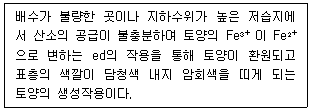 배수가 불량한 곳이나 지하수위가 높은 저습지에
서 산소의 공급이 불충분하여 토양의 Fe³⁺ 이 Fe²⁺
으로 변하는 ed의 작용을 통해 토양이 환원되고
표층의 색깔이 담청색 내지 암회색을 띠게 되는
토양의 생성작용이다.